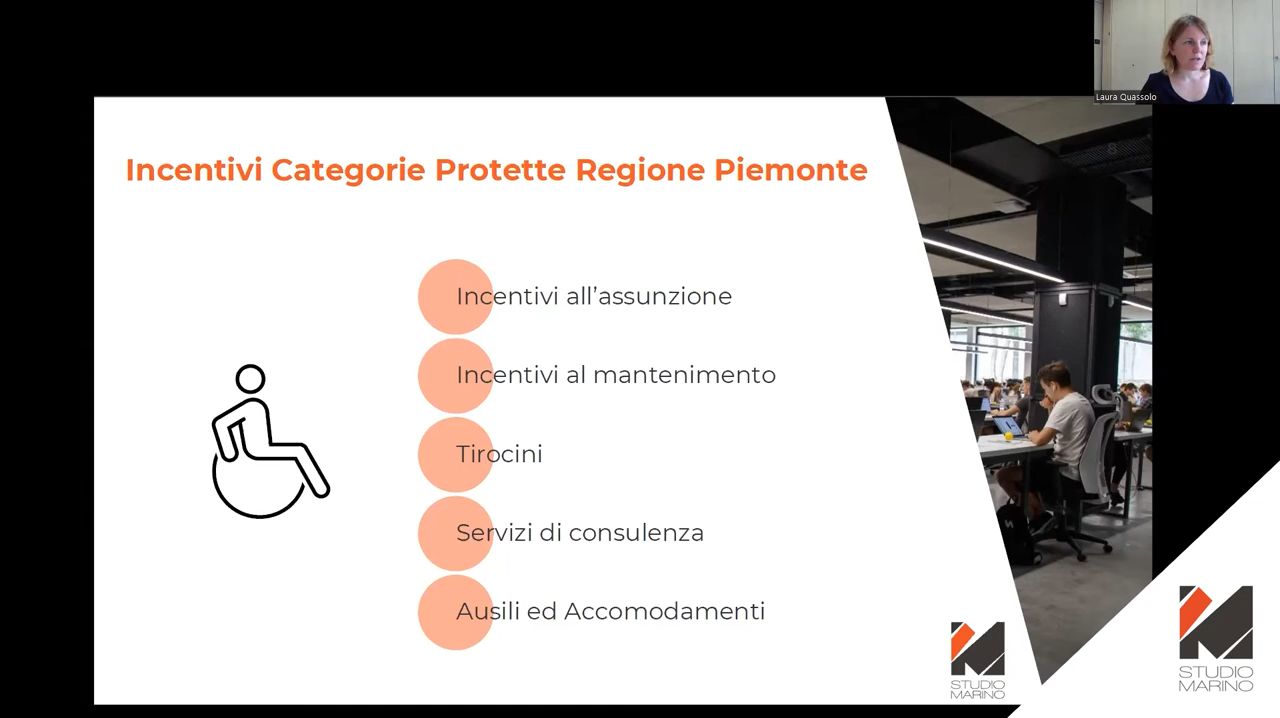 Laura Quassolo
Incentivi Categorie Protette Regione Piemonte
Incentivi all’assunzione
Incentivi al mantenimento
Tirocini
Servizi di consulenza
Ausili ed Accomodamenti
STUDIO
MARINO
STUDIO
MARINO